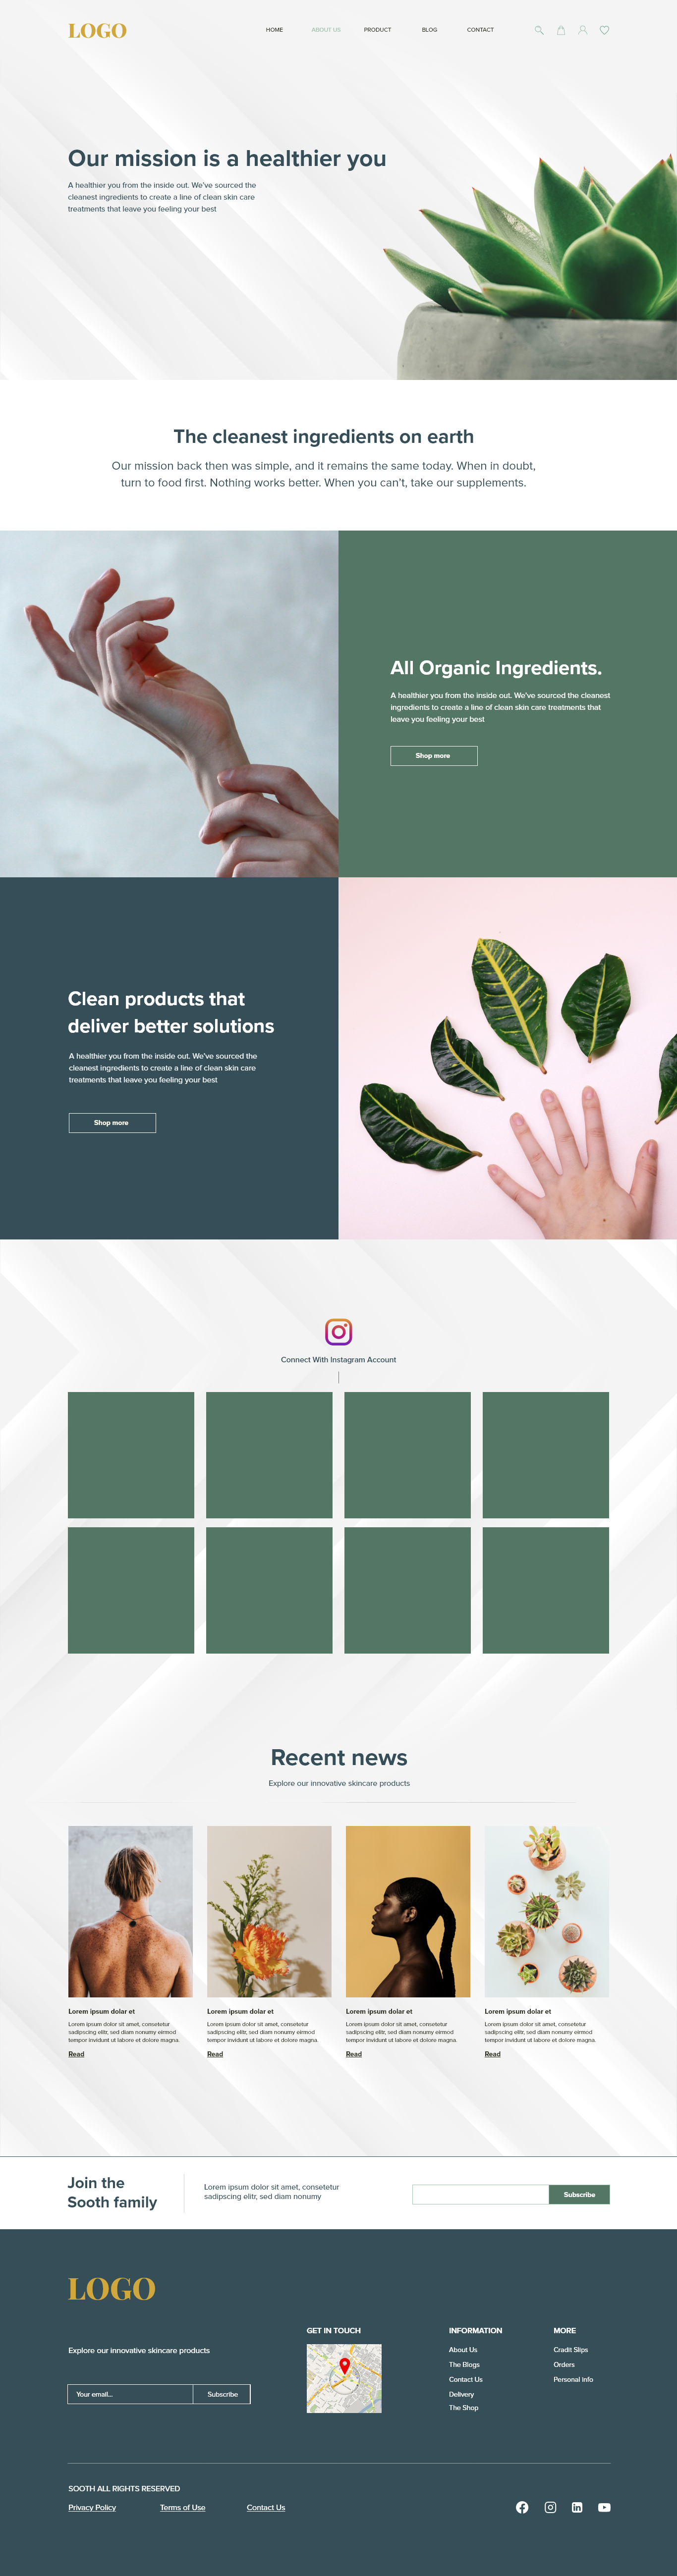 LOGO
HOME
ABOUT US
PRODUCT
BLOG
CONTACT
Our mission is a healthier you
A healthier you from the inside out. We've sourced the
cleanest ingredients to create a line of clean skin care
treatments that leave you feeling your best
The cleanest ingredients on earth
Our mission back then was simple, and it remains the same today. When in doubt,
turn to food first. Nothing works better. When you can't, take our supplements.
All Organic Ingredients.
A healthier you from the inside out. We've sourced the cleanest
ingredients to create a line of clean skin care treatments that
leave you feeling your best
Shop more
Clean products that
deliver better solutions
A healthier you from the inside out. We've sourced the
cleanest ingredients to create a line of clean skin care
treatments that leave you feeling your best
Shop more
Connect With Instagram Account
Recent news
Explore our innovative skincare products
Lorem ipsum dolar et
Lorem ipsum dolor sit amet, consetetur
sadipscing elitr, sed diam nonumy eirmod
tempor invidunt ut labore et dolore magna.
Read
Lorem ipsum dolar et
Lorem ipsum dolor sit amet, consetetur
sadipscing elitr, sed diam nonumy eirmod
tempor invidunt ut labore et dolore magna.
Read
Lorem ipsum dolar et
Lorem ipsum dolor sit amet, consetetur
sadipscing elitr, sed diam nonumy eirmod
tempor invidunt ut labore et dolore magna.
Read
Lorem ipsum dolar et
Lorem ipsum dolor sit amet, consetetur
sadipscing elitr, sed diam nonumy eirmod
tempor invidunt ut labore et dolore magna.
Read
Join the
Sooth family
Lorem ipsum dolor sit amet, consetetur
sadipscing elitr, sed diam nonumy
Subscribe
LOGO
Explore our innovative skincare products
Your email...
Subscribe
GET IN TOUCH
INFORMATION
About Us
The Blogs
Contact Us
Delivery
The Shop
MORE
Cradit Slips
Orders
Personal info
SOOTH ALL RIGHTS RESERVED
Privacy Policy
Terms of Use
Contact Us